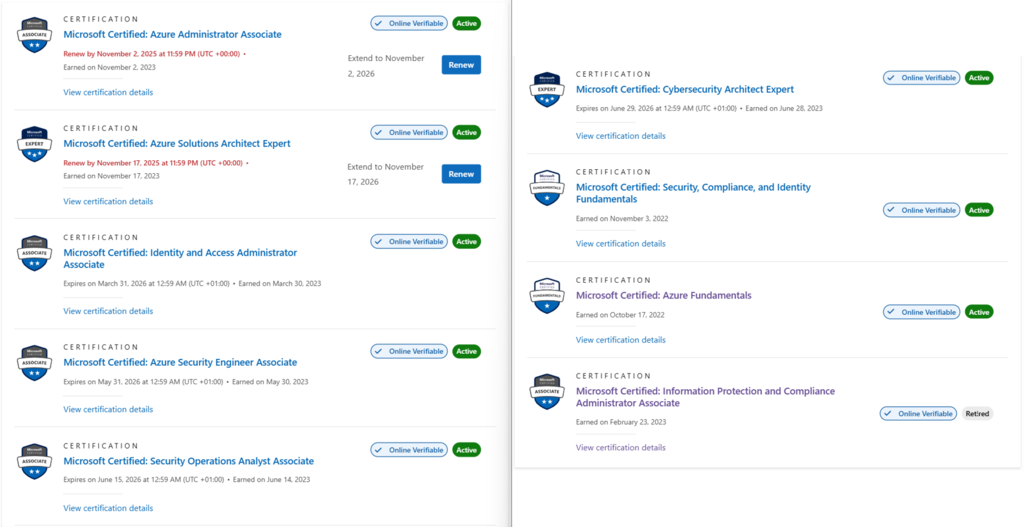 CERTIFICATION
Online Verifiable
Active
Microsoft
ASSOCIATE
Microsoft Certified: Azure Administrator Associate
Renew by November 2, 2025 at 11:59 PM (UTC +00:00) •
Earned on November 2, 2023
Extend to November
2, 2026
Renew
View certification details
CERTIFICATION
Online Verifiable
Active
Microsoft
EXPERT
Microsoft Certified: Azure Solutions Architect Expert
Renew by November 17, 2025 at 11:59 PM (UTC +00:00) •
Earned on November 17, 2023
Extend to November
17, 2026
Renew
View certification details
CERTIFICATION
Online Verifiable
Active
Microsoft
ASSOCIATE
Microsoft Certified: Identity and Access Administrator
Associate
Expires on March 31, 2026 at 12:59 AM (UTC +01:00) • Earned on March 30, 2023
View certification details
CERTIFICATION
Online Verifiable
Active
Microsoft
ASSOCIATE
Microsoft Certified: Azure Security Engineer Associate
Expires on May 31, 2026 at 12:59 AM (UTC +01:00) • Earned on May 30, 2023
View certification details
CERTIFICATION
Online Verifiable
Active
Microsoft
ASSOCIATE
Microsoft Certified: Security Operations Analyst Associate
Expires on June 15, 2026 at 12:59 AM (UTC +01:00) • Earned on June 14, 2023
View certification details
CERTIFICATION
Online Verifiable
Active
Microsoft
EXPERT
Microsoft Certified: Cybersecurity Architect Expert
Expires on June 29, 2026 at 12:59 AM (UTC +01:00) • Earned on June 28, 2023
View certification details
CERTIFICATION
Microsoft
FUNDAMENTALS
Microsoft Certified: Security, Compliance, and Identity
Fundamentals
Online Verifiable
Active
Earned on November 3, 2022
View certification details
CERTIFICATION
Microsoft
FUNDAMENTALS
Microsoft Certified: Azure Fundamentals
Online Verifiable
Active
Earned on October 17, 2022
View certification details
CERTIFICATION
Microsoft
ASSOCIATE
Microsoft Certified: Information Protection and Compliance
Administrator Associate
Online Verifiable
Retired
Earned on February 23, 2023
View certification details